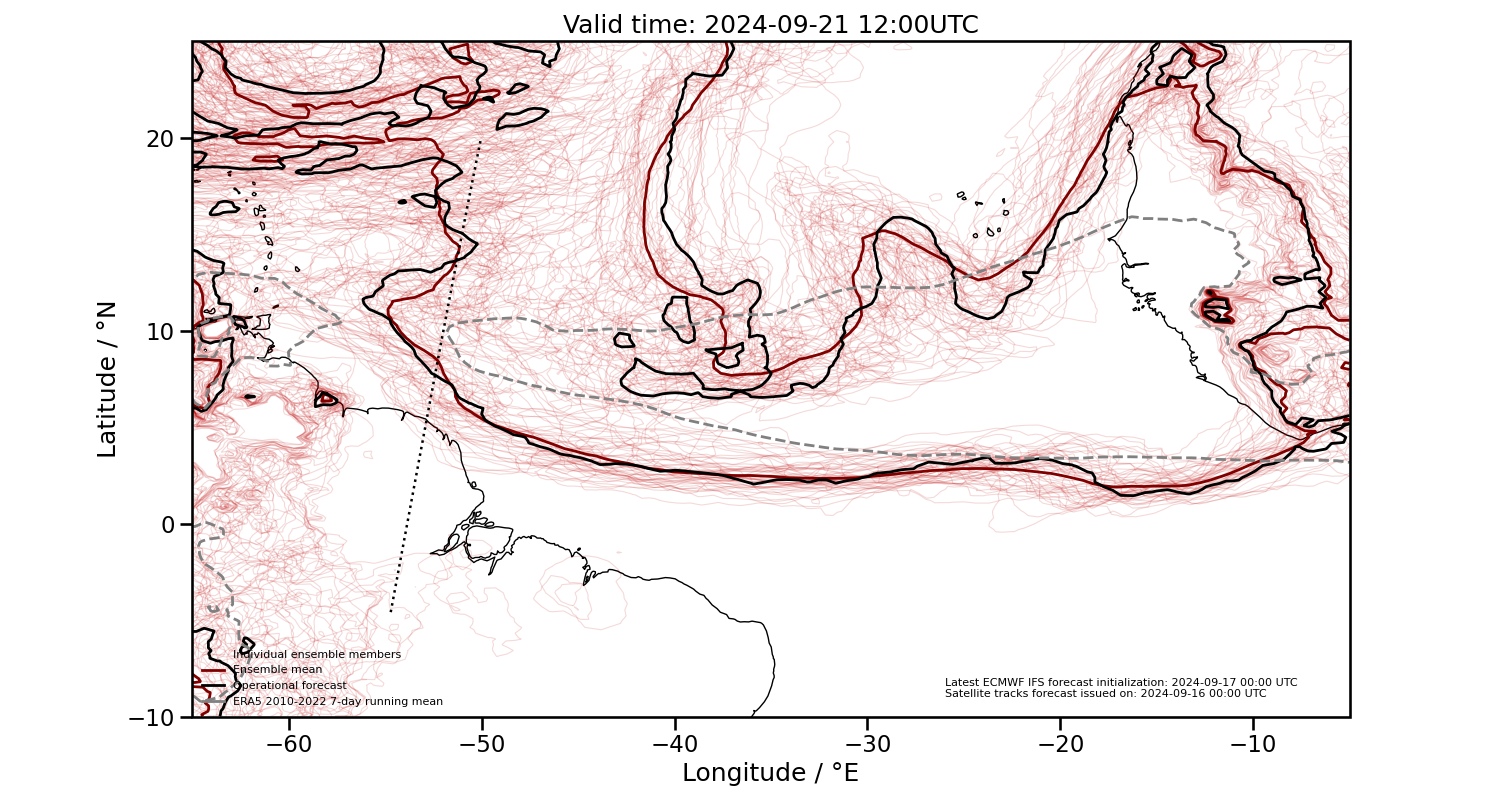 Valid time: 2024-09-21 12:00UTC
Latitude / °N
20
10
0
−10
Individual ensemble members
Ensemble mean
Operational forecast
ERA5 2010-2022 7-day running mean
Latest ECMWF IFS forecast initialization: 2024-09-17 00:00 UTC
Satellite tracks forecast issued on: 2024-09-16 00:00 UTC
−60
−50
−40
−30
−20
−10
Longitude / °E